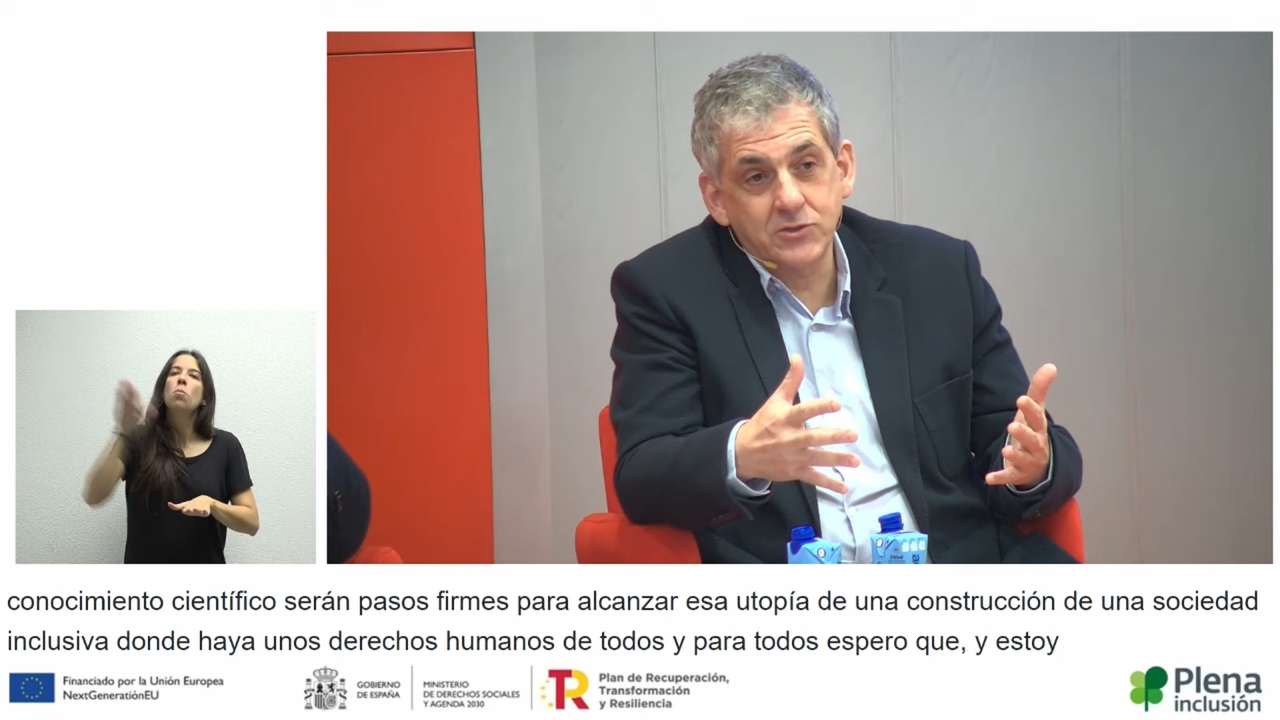 conocimiento científico serán pasos firmes para alcanzar esa utopía de una construcción de una sociedad
inclusiva donde haya unos derechos humanos de todos y para todos espero que, y estoy
Financiado por la Unión Europea
NextGenerationEU
GOBIERNO
DE ESPAÑA
MINISTERIO
DE DERECHOS SOCIALES
Y AGENDA 2030
TR
Plan de Recuperación,
Transformación
y Resiliencia
Plena
inclusión